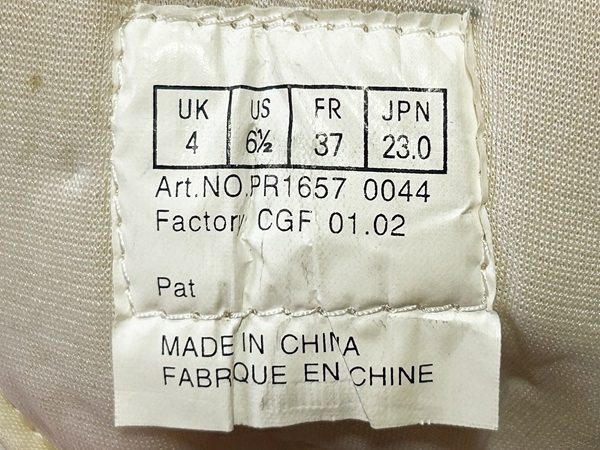 UK US FR JPN
4 6½ 37 23.0
Art.NO.PR1657 0044
Factory CGF 01.02
Pat
MADE IN CHINA
FABRQUE EN CHINE